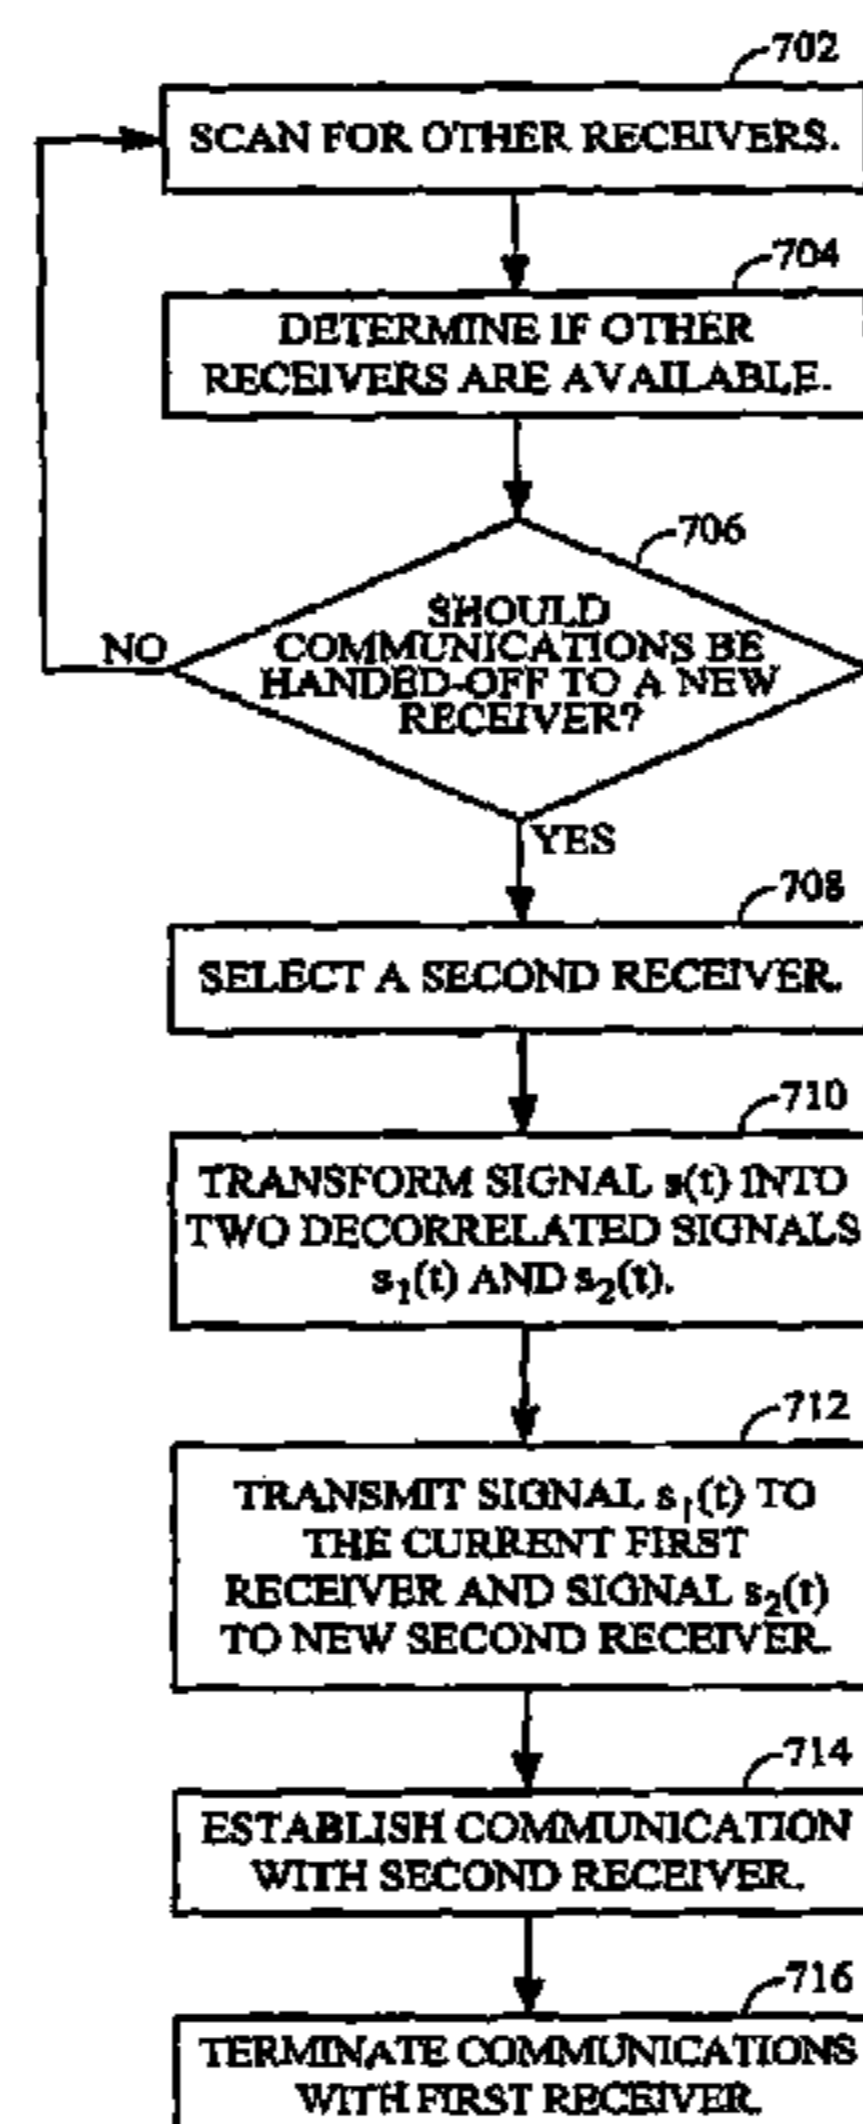 702
SCAN FOR OTHER RECEIVERS.
704
DETERMINE IF OTHER
RECEIVERS ARE AVAILABLE.
706
SHOULD
COMMUNICATIONS BE
HANDED-OFF TO A NEW
RECEIVER?
NO
YES
708
SELECT A SECOND RECEIVER.
710
TRANSFORM SIGNAL s(t) INTO
TWO DECORRELATED SIGNALS
s₁(t) AND s₂(t).
712
TRANSMIT SIGNAL s₁(t) TO
THE CURRENT FIRST
RECEIVER AND SIGNAL s₂(t)
TO NEW SECOND RECEIVER.
714
ESTABLISH COMMUNICATION
WITH SECOND RECEIVER.
716
TERMINATE COMMUNICATIONS
WITH FIRST RECEIVER.